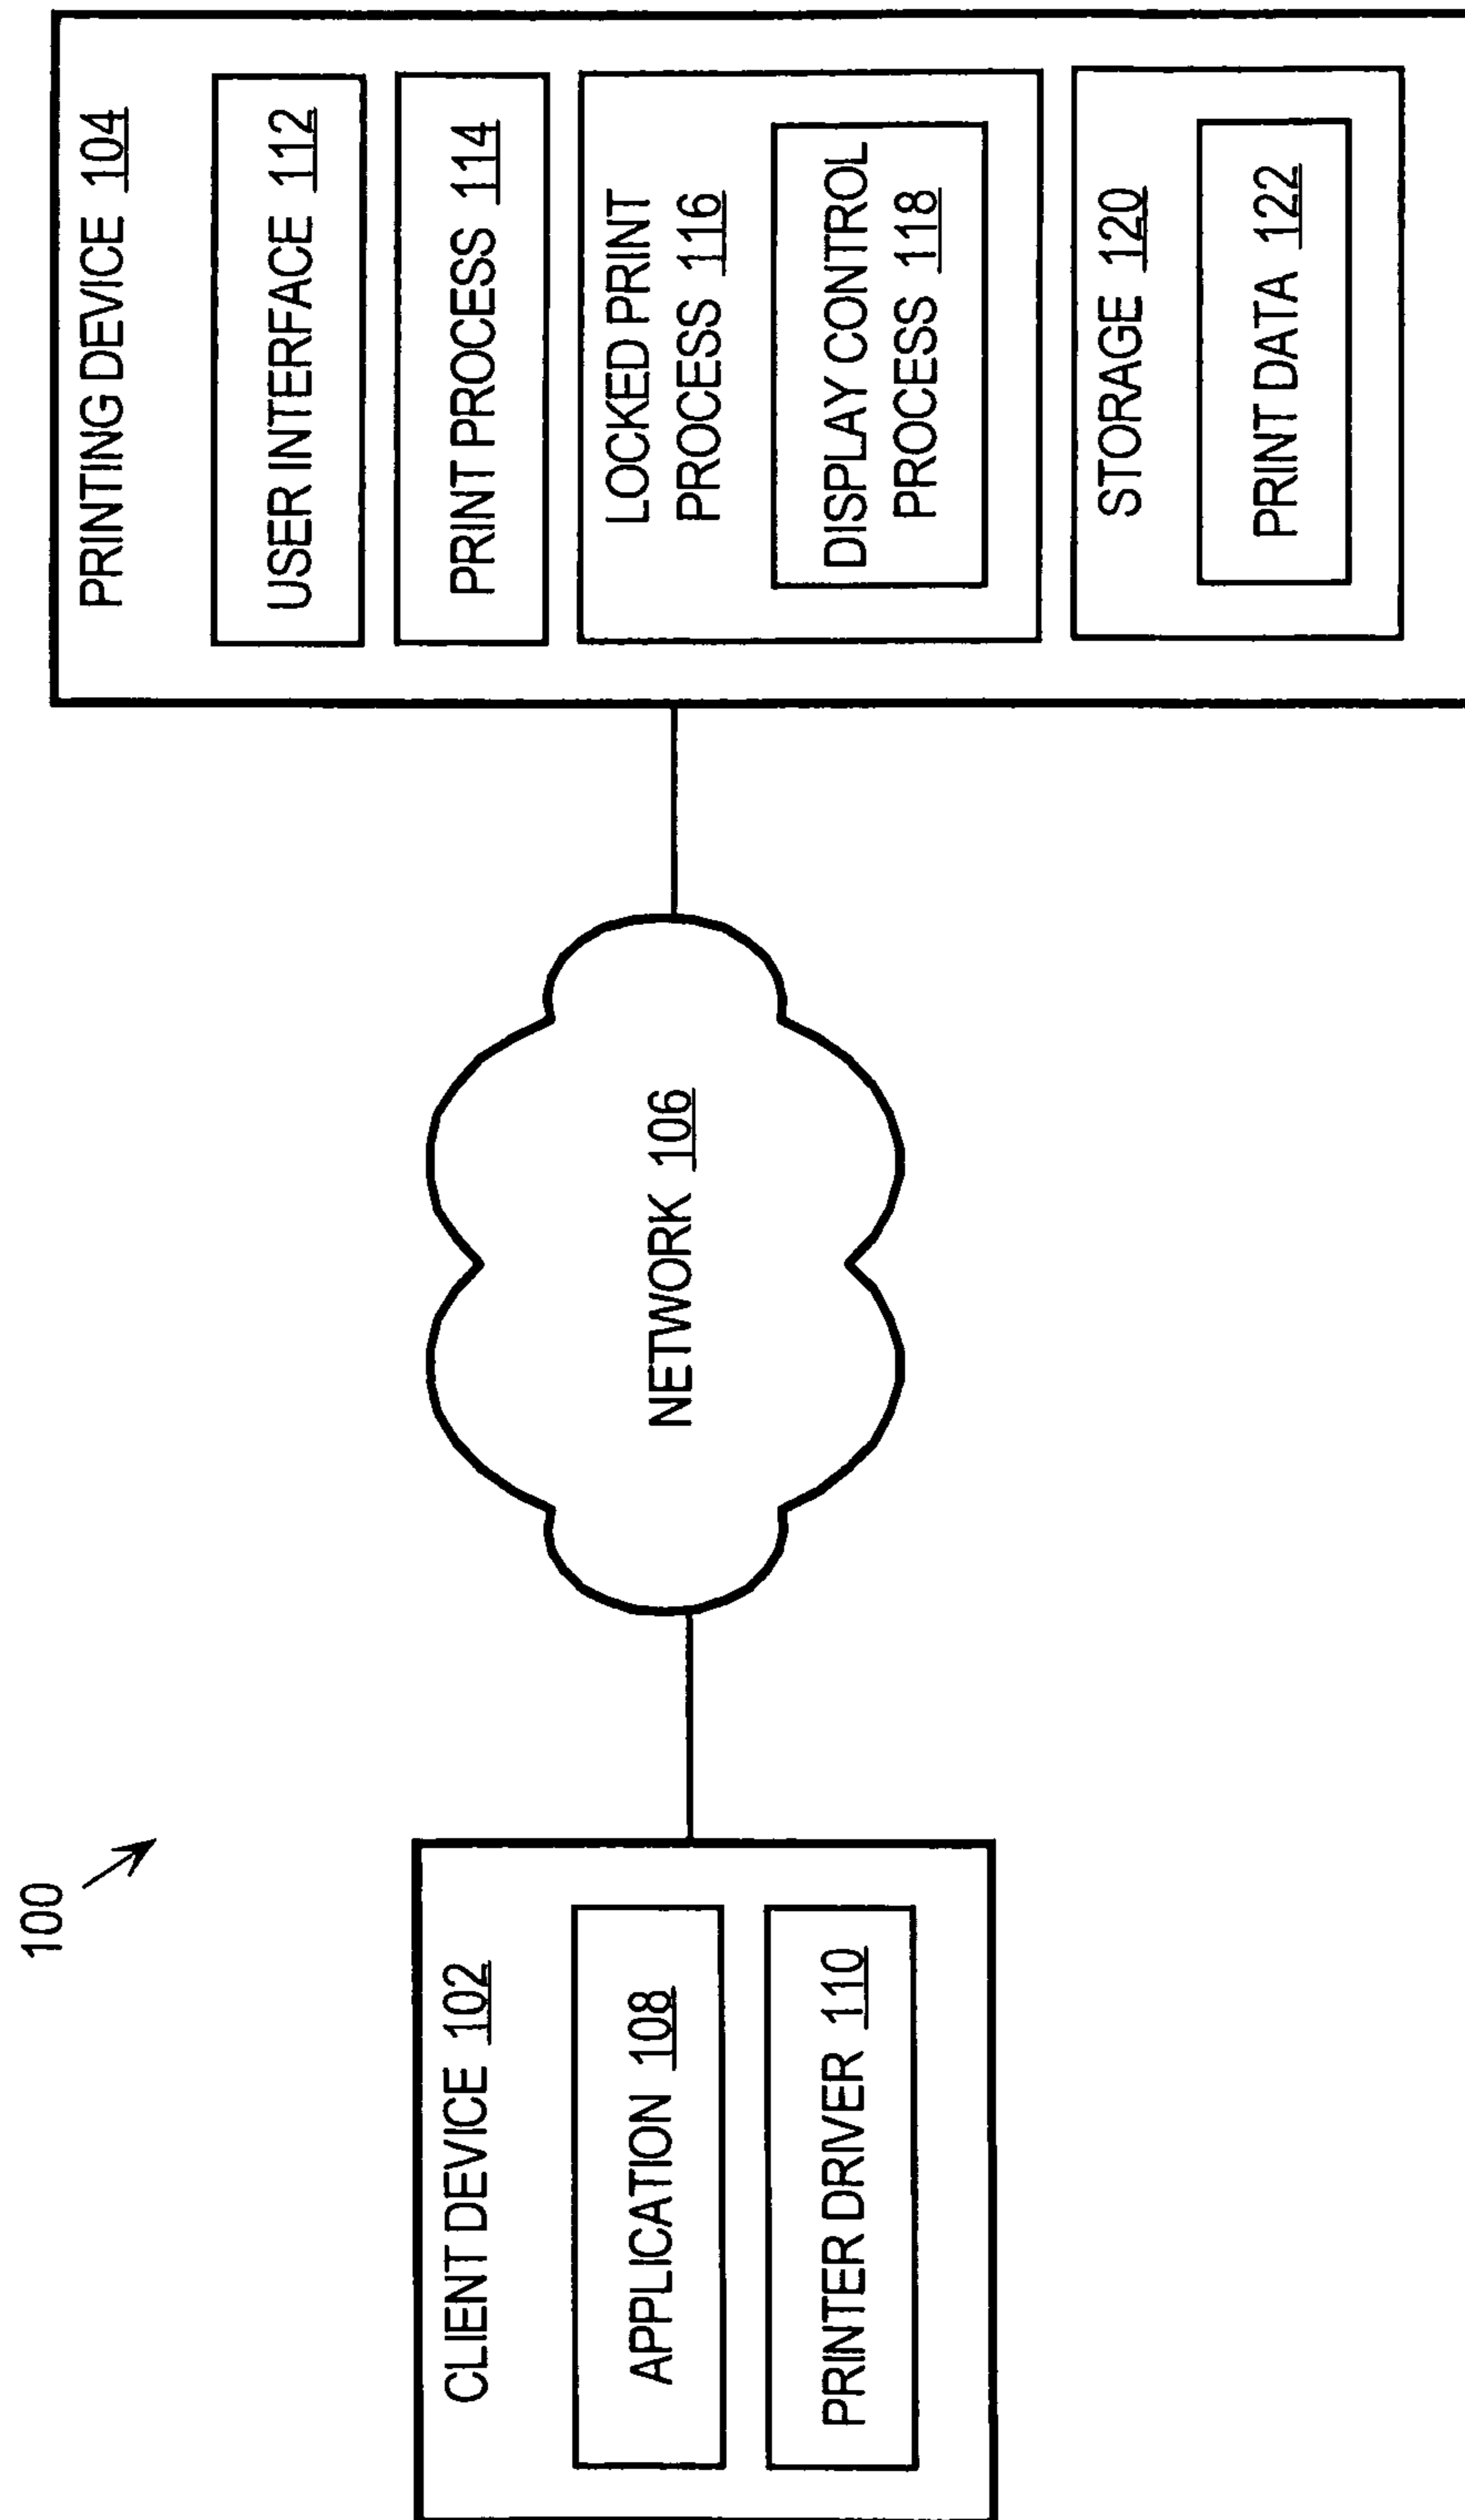 100
CLIENT DEVICE 102
APPLICATION 108
PRINTER DRIVER 110
NETWORK 106
PRINTING DEVICE 104
USER INTERFACE 112
PRINT PROCESS 114
LOCKED PRINT
PROCESS 116
DISPLAY CONTROL
PROCESS 118
STORAGE 120
PRINT DATA 122